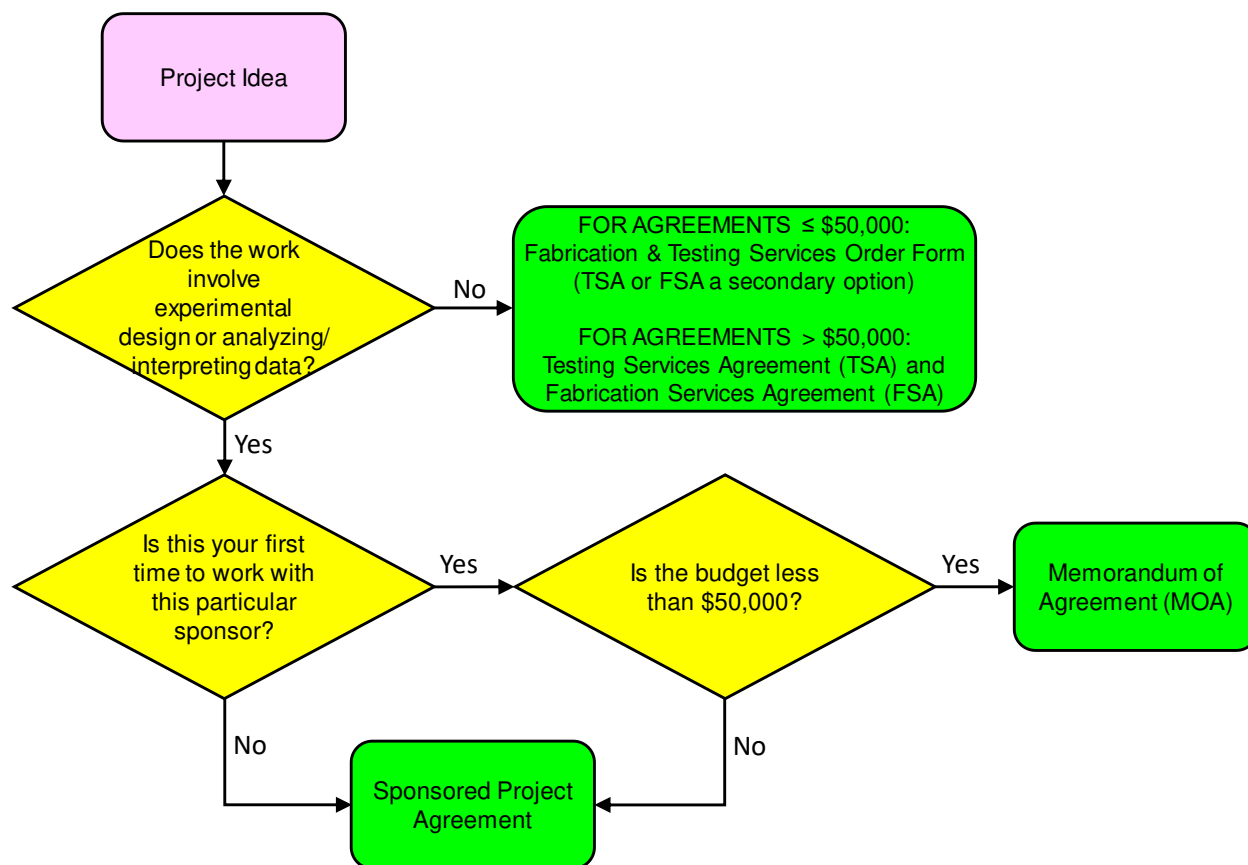 Project Idea
Does the work
involve
experimental
design or analyzing/
interpreting data?
No
FOR AGREEMENTS ≤ $50,000:
Fabrication & Testing Services Order Form
(TSA or FSA a secondary option)
FOR AGREEMENTS > $50,000:
Testing Services Agreement (TSA) and
Fabrication Services Agreement (FSA)
Yes
Is this your first
time to work with
this particular
sponsor?
Yes
Is the budget less
than $50,000?
Yes
Memorandum of
Agreement (MOA)
No
No
Sponsored Project
Agreement